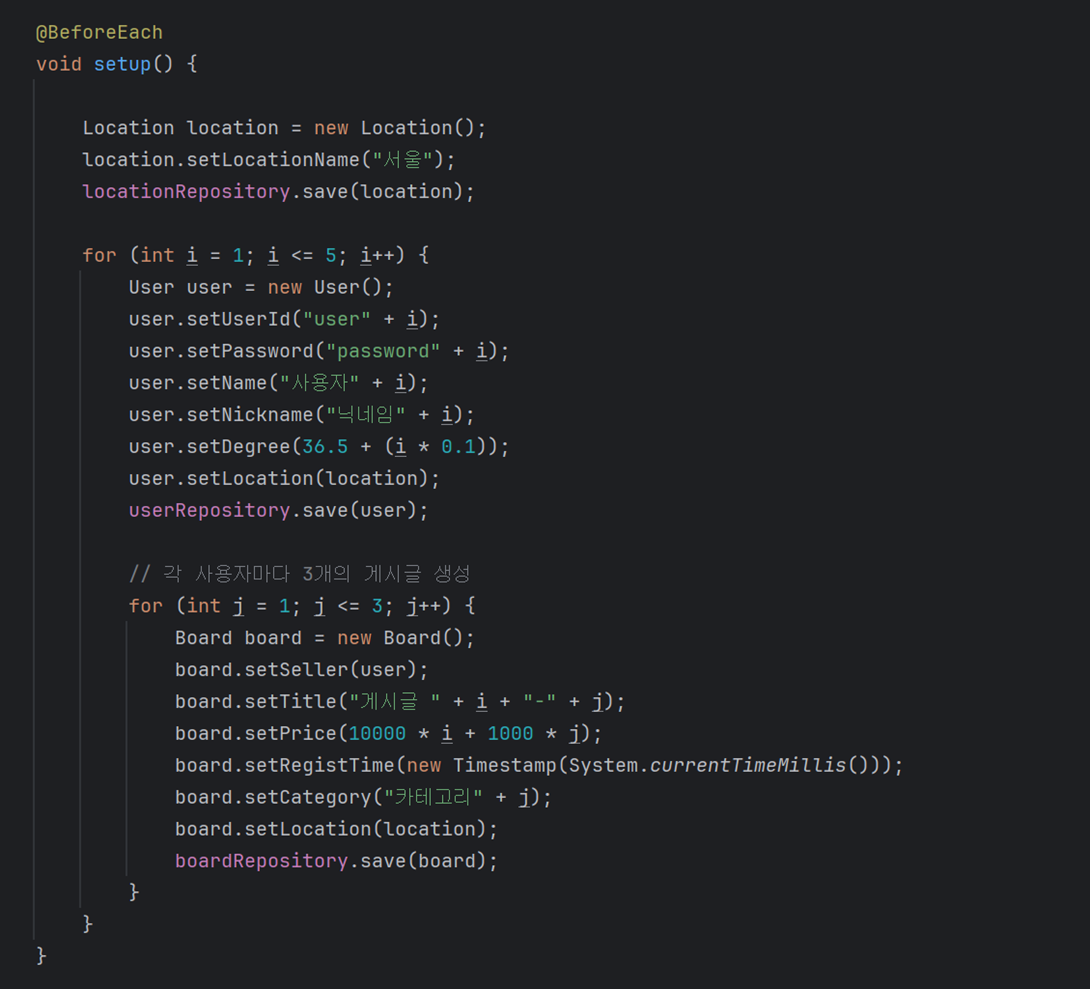 @BeforeEach
void setup() {
Location location = new Location();
location.setLocationName("서울");
locationRepository.save(location);
for (int i = 1; i <= 5; i++) {
User user = new User();
user.setUserId("user" + i);
user.setPassword("password" + i);
user.setName("사용자" + i);
user.setNickname("닉네임" + i);
user.setDegree(36.5 + (i * 0.1));
user.setLocation(location);
userRepository.save(user);
// 각 사용자마다 3개의 게시글 생성
for (int j = 1; j <= 3; j++) {
Board board = new Board();
board.setSeller(user);
board.setTitle("게시글 " + i + "-" + j);
board.setPrice(10000 * i + 1000 * j);
board.setRegistTime(new Timestamp(System.currentTimeMillis()));
board.setCategory("카테고리" + j);
board.setLocation(location);
boardRepository.save(board);
}
}
}